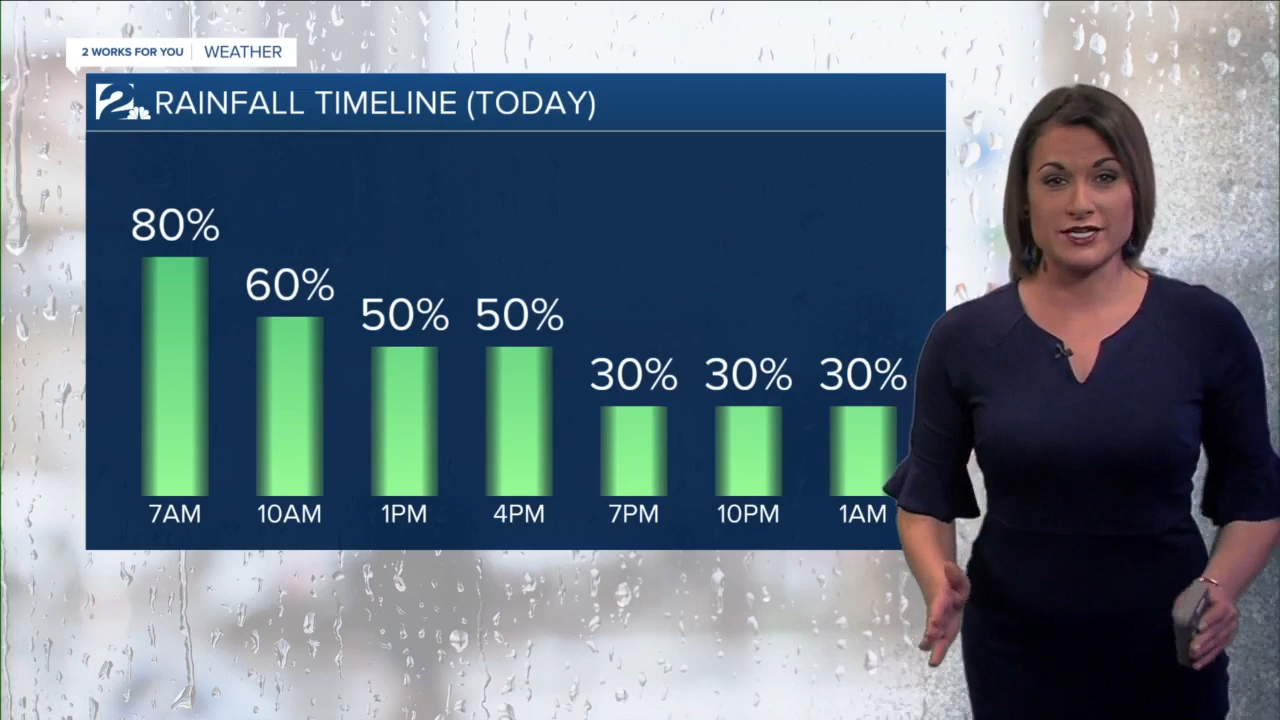 2 WORKS FOR YOU | WEATHER
2 RAINFALL TIMELINE (TODAY)
80%
60%
50% 50%
30% 30% 30%
7AM 10AM 1PM 4PM 7PM 10PM 1AM